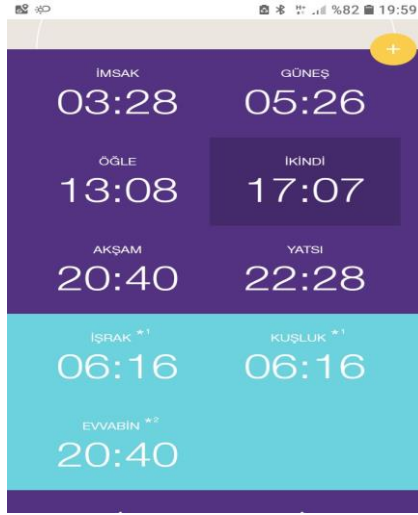 %82 19:59
+
İMSAK GÜNEŞ
03:28 05:26
ÖĞLE İKİNDİ
13:08 17:07
AKŞAM YATSI
20:40 22:28
İŞRAK *1 KUŞLUK *1
06:16 06:16
EVVABİN *2
20:40